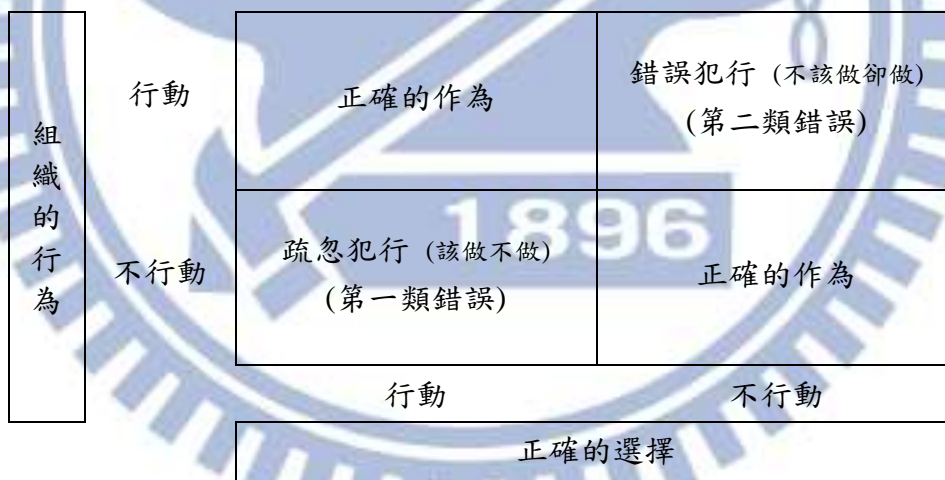 組織的行為
行動
正確的作為
錯誤犯行 (不該做卻做)
(第二類錯誤)
1896
不行動
疏忽犯行 (該做不做)
(第一類錯誤)
正確的作為
行動
不行動
正確的選擇